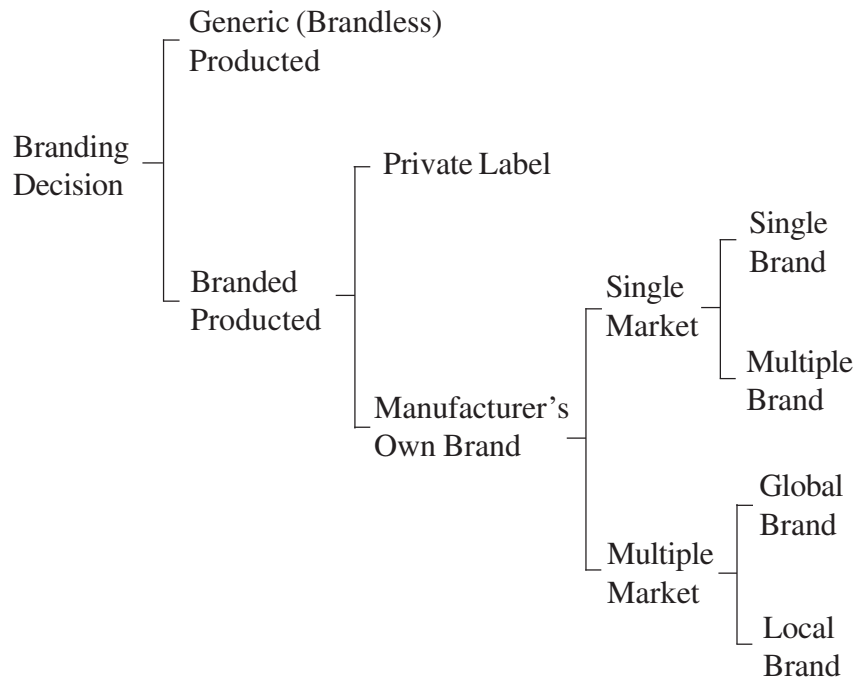 Generic (Brandless)
Producted
Branding
Decision
Private Label
Branded
Producted
Single
Brand
Single
Market
Multiple
Brand
Manufacturer's
Own Brand
Global
Brand
Multiple
Market
Local
Brand